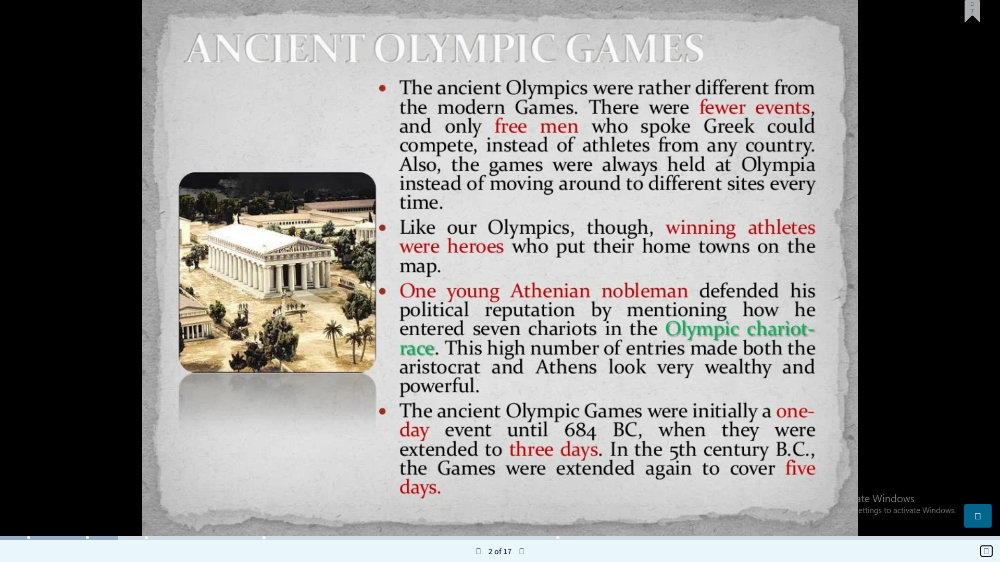 7
ANCIENT OLYMPIC GAMES
• The ancient Olympics were rather different from
the modern Games. There were fewer events,
and only free men who spoke Greek could
compete, instead of athletes from any country.
Also, the games were always held at Olympia
instead of moving around to different sites every
time.
• Like our Olympics, though, winning athletes
were heroes who put their home towns on the
map.
• One young Athenian nobleman defended his
political reputation by mentioning how he
entered seven chariots in the Olympic chariot-
race. This high number of entries made both the
aristocrat and Athens look very wealthy and
powerful.
• The ancient Olympic Games were initially a one-
day event until 684 BC, when they were
extended to three days. In the 5th century B.C.,
the Games were extended again to cover five
days.
ate Windows
ettings to activate Windows.
2 of 17